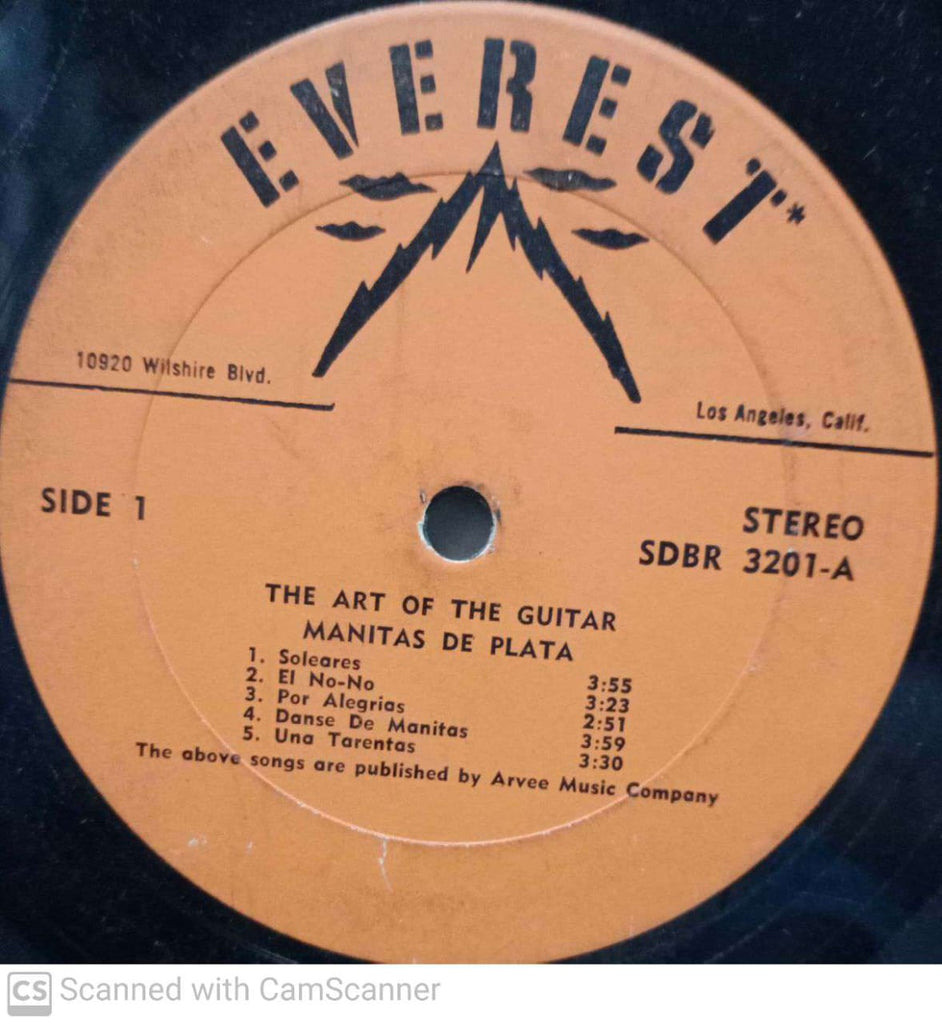 EVEREST*
10920 Wilshire Blvd.
Los Angeles, Calif.
SIDE 1
STEREO
SDBR 3201-A
THE ART OF THE GUITAR
MANITAS DE PLATA
1. Soleares 3:55
2. El No-No 3:23
3. Por Alegrias 2:51
4. Danse De Manitas 3:59
5. Una Tarentas 3:30
The above songs are published by Arvee Music Company
CS Scanned with CamScanner